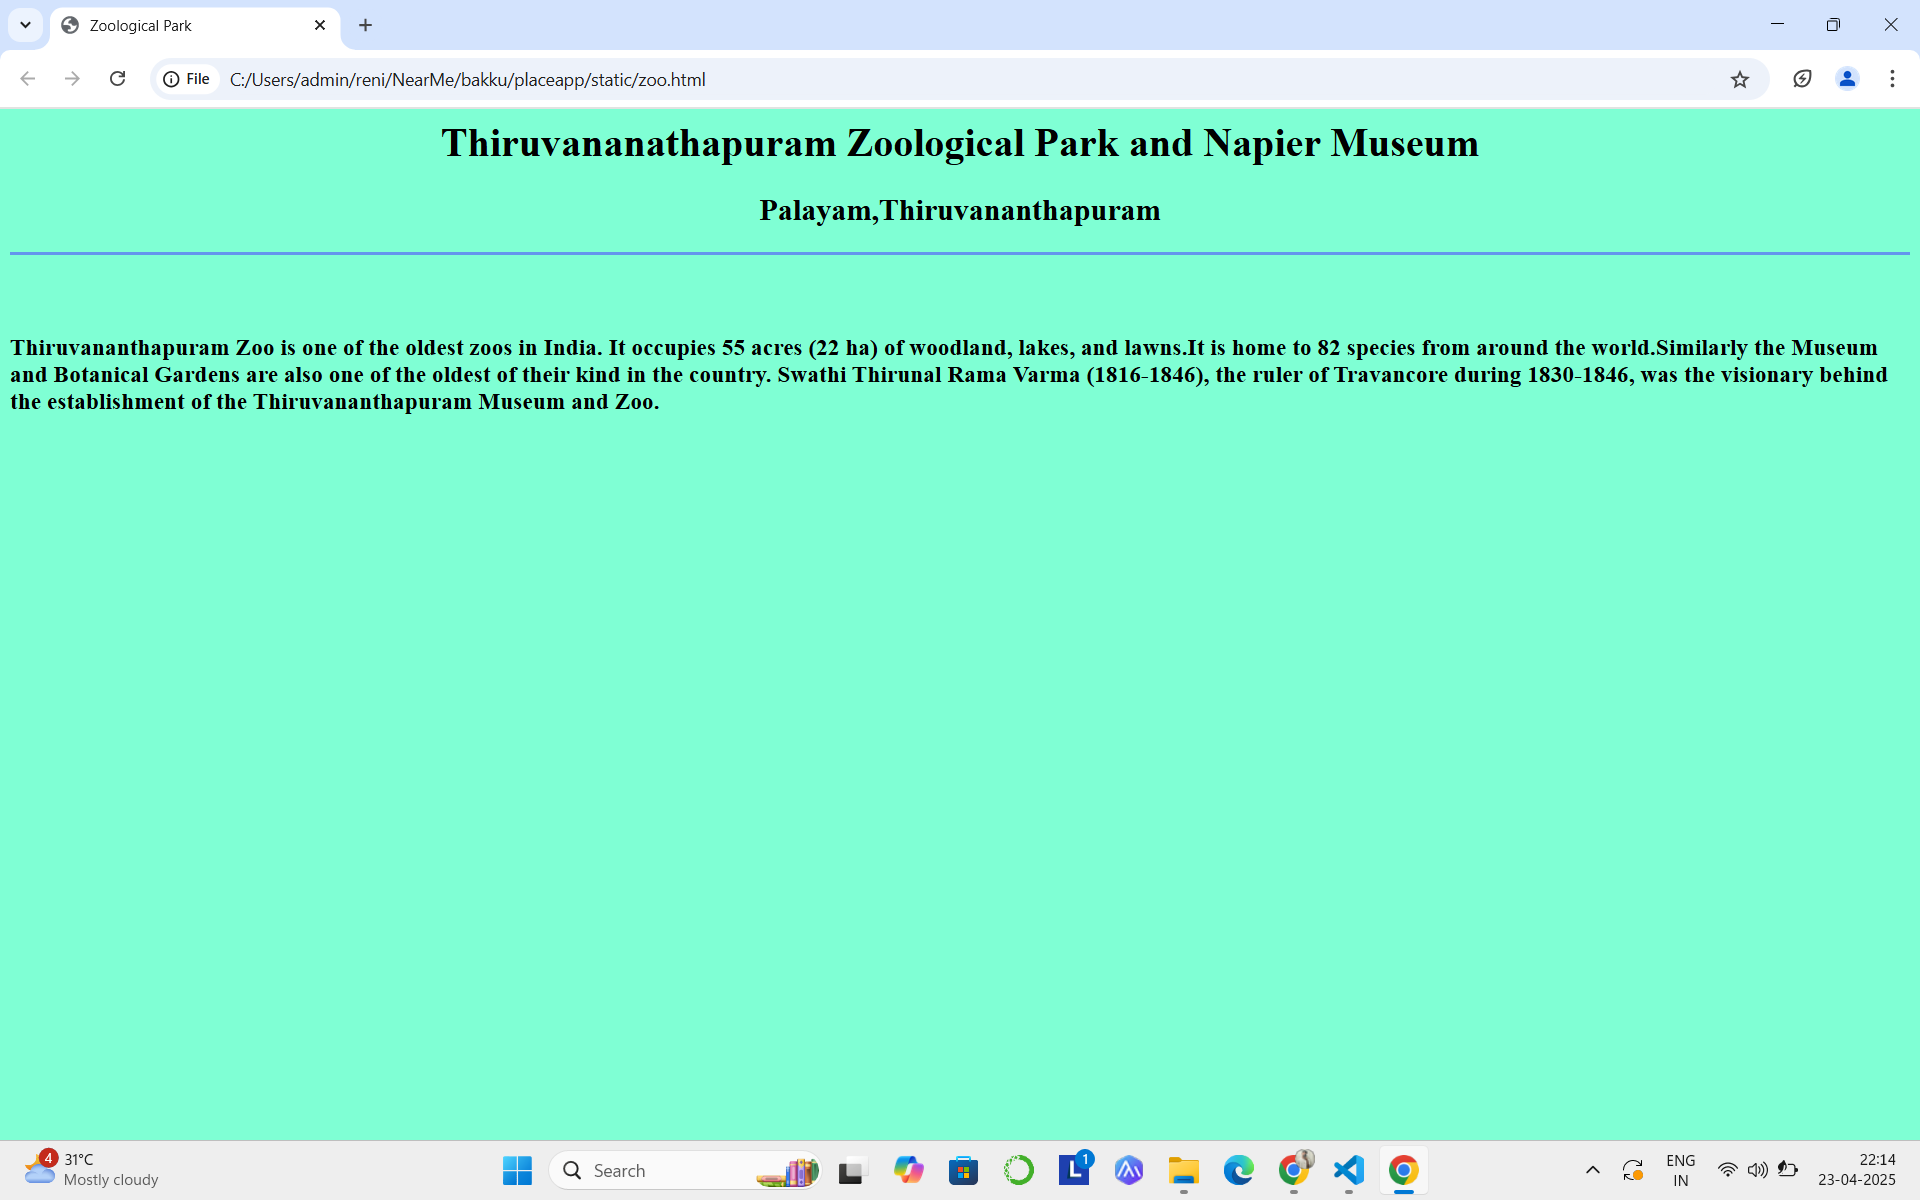 Zoological Park
File
C:/Users/admin/reni/NearMe/bakku/placeapp/static/zoo.html
Thiruvananathapuram Zoological Park and Napier Museum
Palayam,Thiruvananthapuram
Thiruvananthapuram Zoo is one of the oldest zoos in India. It occupies 55 acres (22 ha) of woodland, lakes, and lawns.It is home to 82 species from around the world.Similarly the Museum
and Botanical Gardens are also one of the oldest of their kind in the country. Swathi Thirunal Rama Varma (1816-1846), the ruler of Travancore during 1830-1846, was the visionary behind
the establishment of the Thiruvananthapuram Museum and Zoo.
4
31°C
Mostly cloudy
Search
L
1
ENG
IN
22:14
23-04-2025